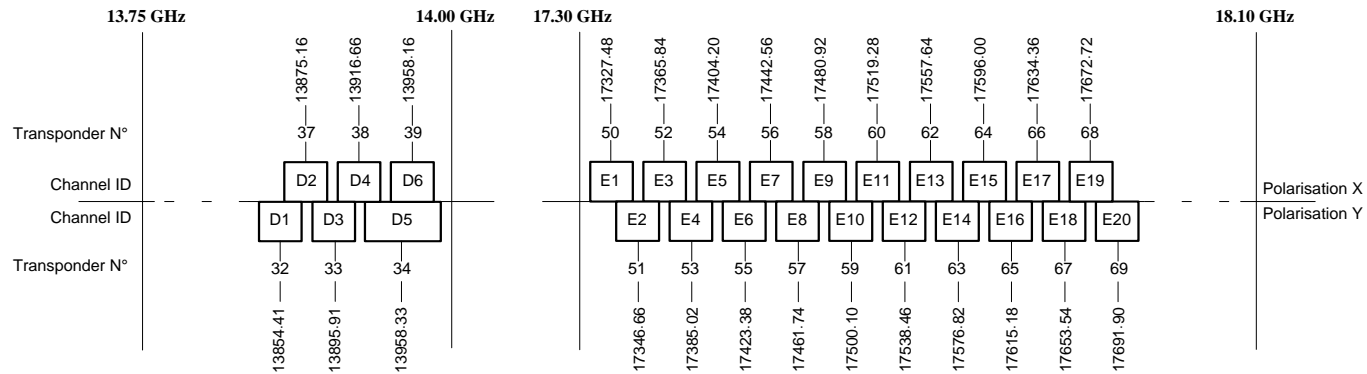 13.75 GHz 14.00 GHz 17.30 GHz 18.10 GHz
13875.16 13916.66 13958.16 17327.48 17365.84 17404.20 17442.56 17480.92 17519.28 17557.64 17596.00 17634.36 17672.72
Transponder N° 37 38 39 50 52 54 56 58 60 62 64 66 68
Channel ID D2 D4 D6 E1 E3 E5 E7 E9 E11 E13 E15 E17 E19 Polarisation X
Channel ID D1 D3 D5 E2 E4 E6 E8 E10 E12 E14 E16 E18 E20 Polarisation Y
Transponder N° 32 33 34 51 53 55 57 59 61 63 65 67 69
13854.41 13895.91 13958.33 17346.66 17385.02 17423.38 17461.74 17500.10 17538.46 17576.82 17615.18 17653.54 17691.90